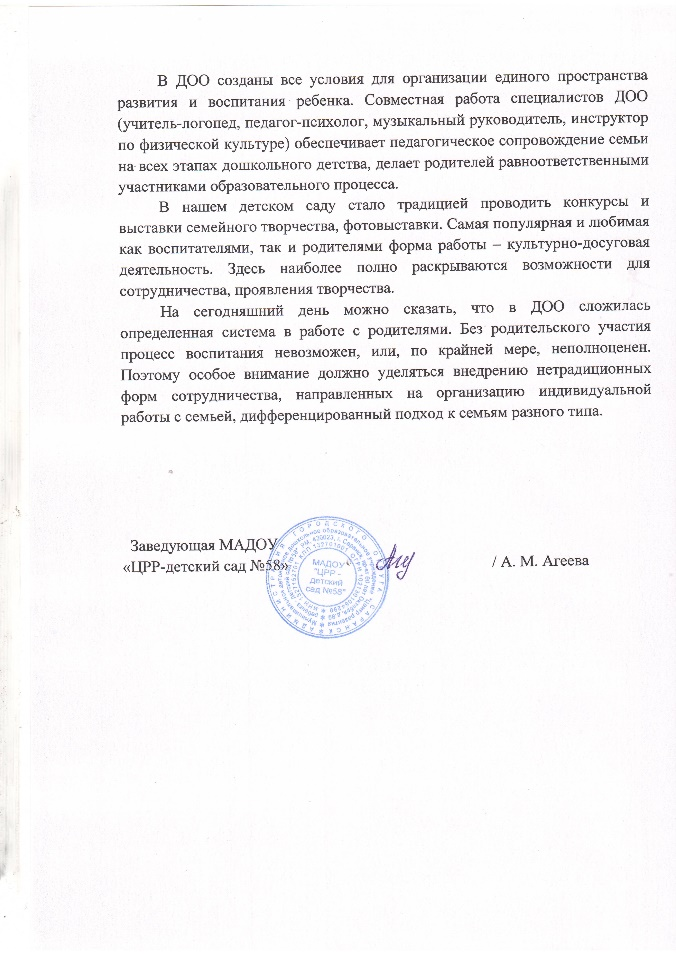 В ДОО созданы все условия для организации единого пространства
развития и воспитания ребенка. Совместная работа специалистов ДОО
(учитель-логопед, педагог-психолог, музыкальный руководитель, инструктор
по физической культуре) обеспечивает педагогическое сопровождение семьи
на всех этапах дошкольного детства, делает родителей равноответственными
участниками образовательного процесса.
В нашем детском саду стало традицией проводить конкурсы и
выставки семейного творчества, фотовыставки. Самая популярная и любимая
как воспитателями, так и родителями форма работы – культурно-досуговая
деятельность. Здесь наиболее полно раскрываются возможности для
сотрудничества, проявления творчества.
На сегодняшний день можно сказать, что в ДОО сложилась
определенная система в работе с родителями. Без родительского участия
процесс воспитания невозможен, или, по крайней мере, неполноценен.
Поэтому особое внимание должно уделяться внедрению нетрадиционных
форм сотрудничества, направленных на организацию индивидуальной
работы с семьей, дифференцированный подход к семьям разного типа.
Заведующая МАДОУ
«ЦРР-детский сад №58»
/ А. М. Агеева
МАДОУ
"ЦРР -
детский
сад №58"